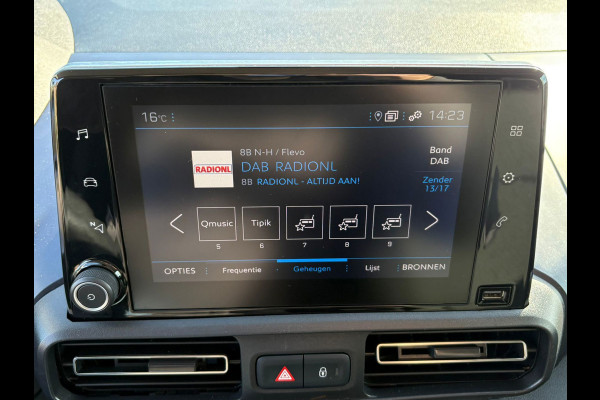 16°C
14:23
8B N-H / Flevo
DAB RADIONL
8B RADIONL - ALTIJD AAN!
RADIONL
Band
DAB
Zender
13/17
Qmusic
Tipik
5 6 7 8 9
OPTIES Frequentie Geheugen Lijst BRONNEN
N